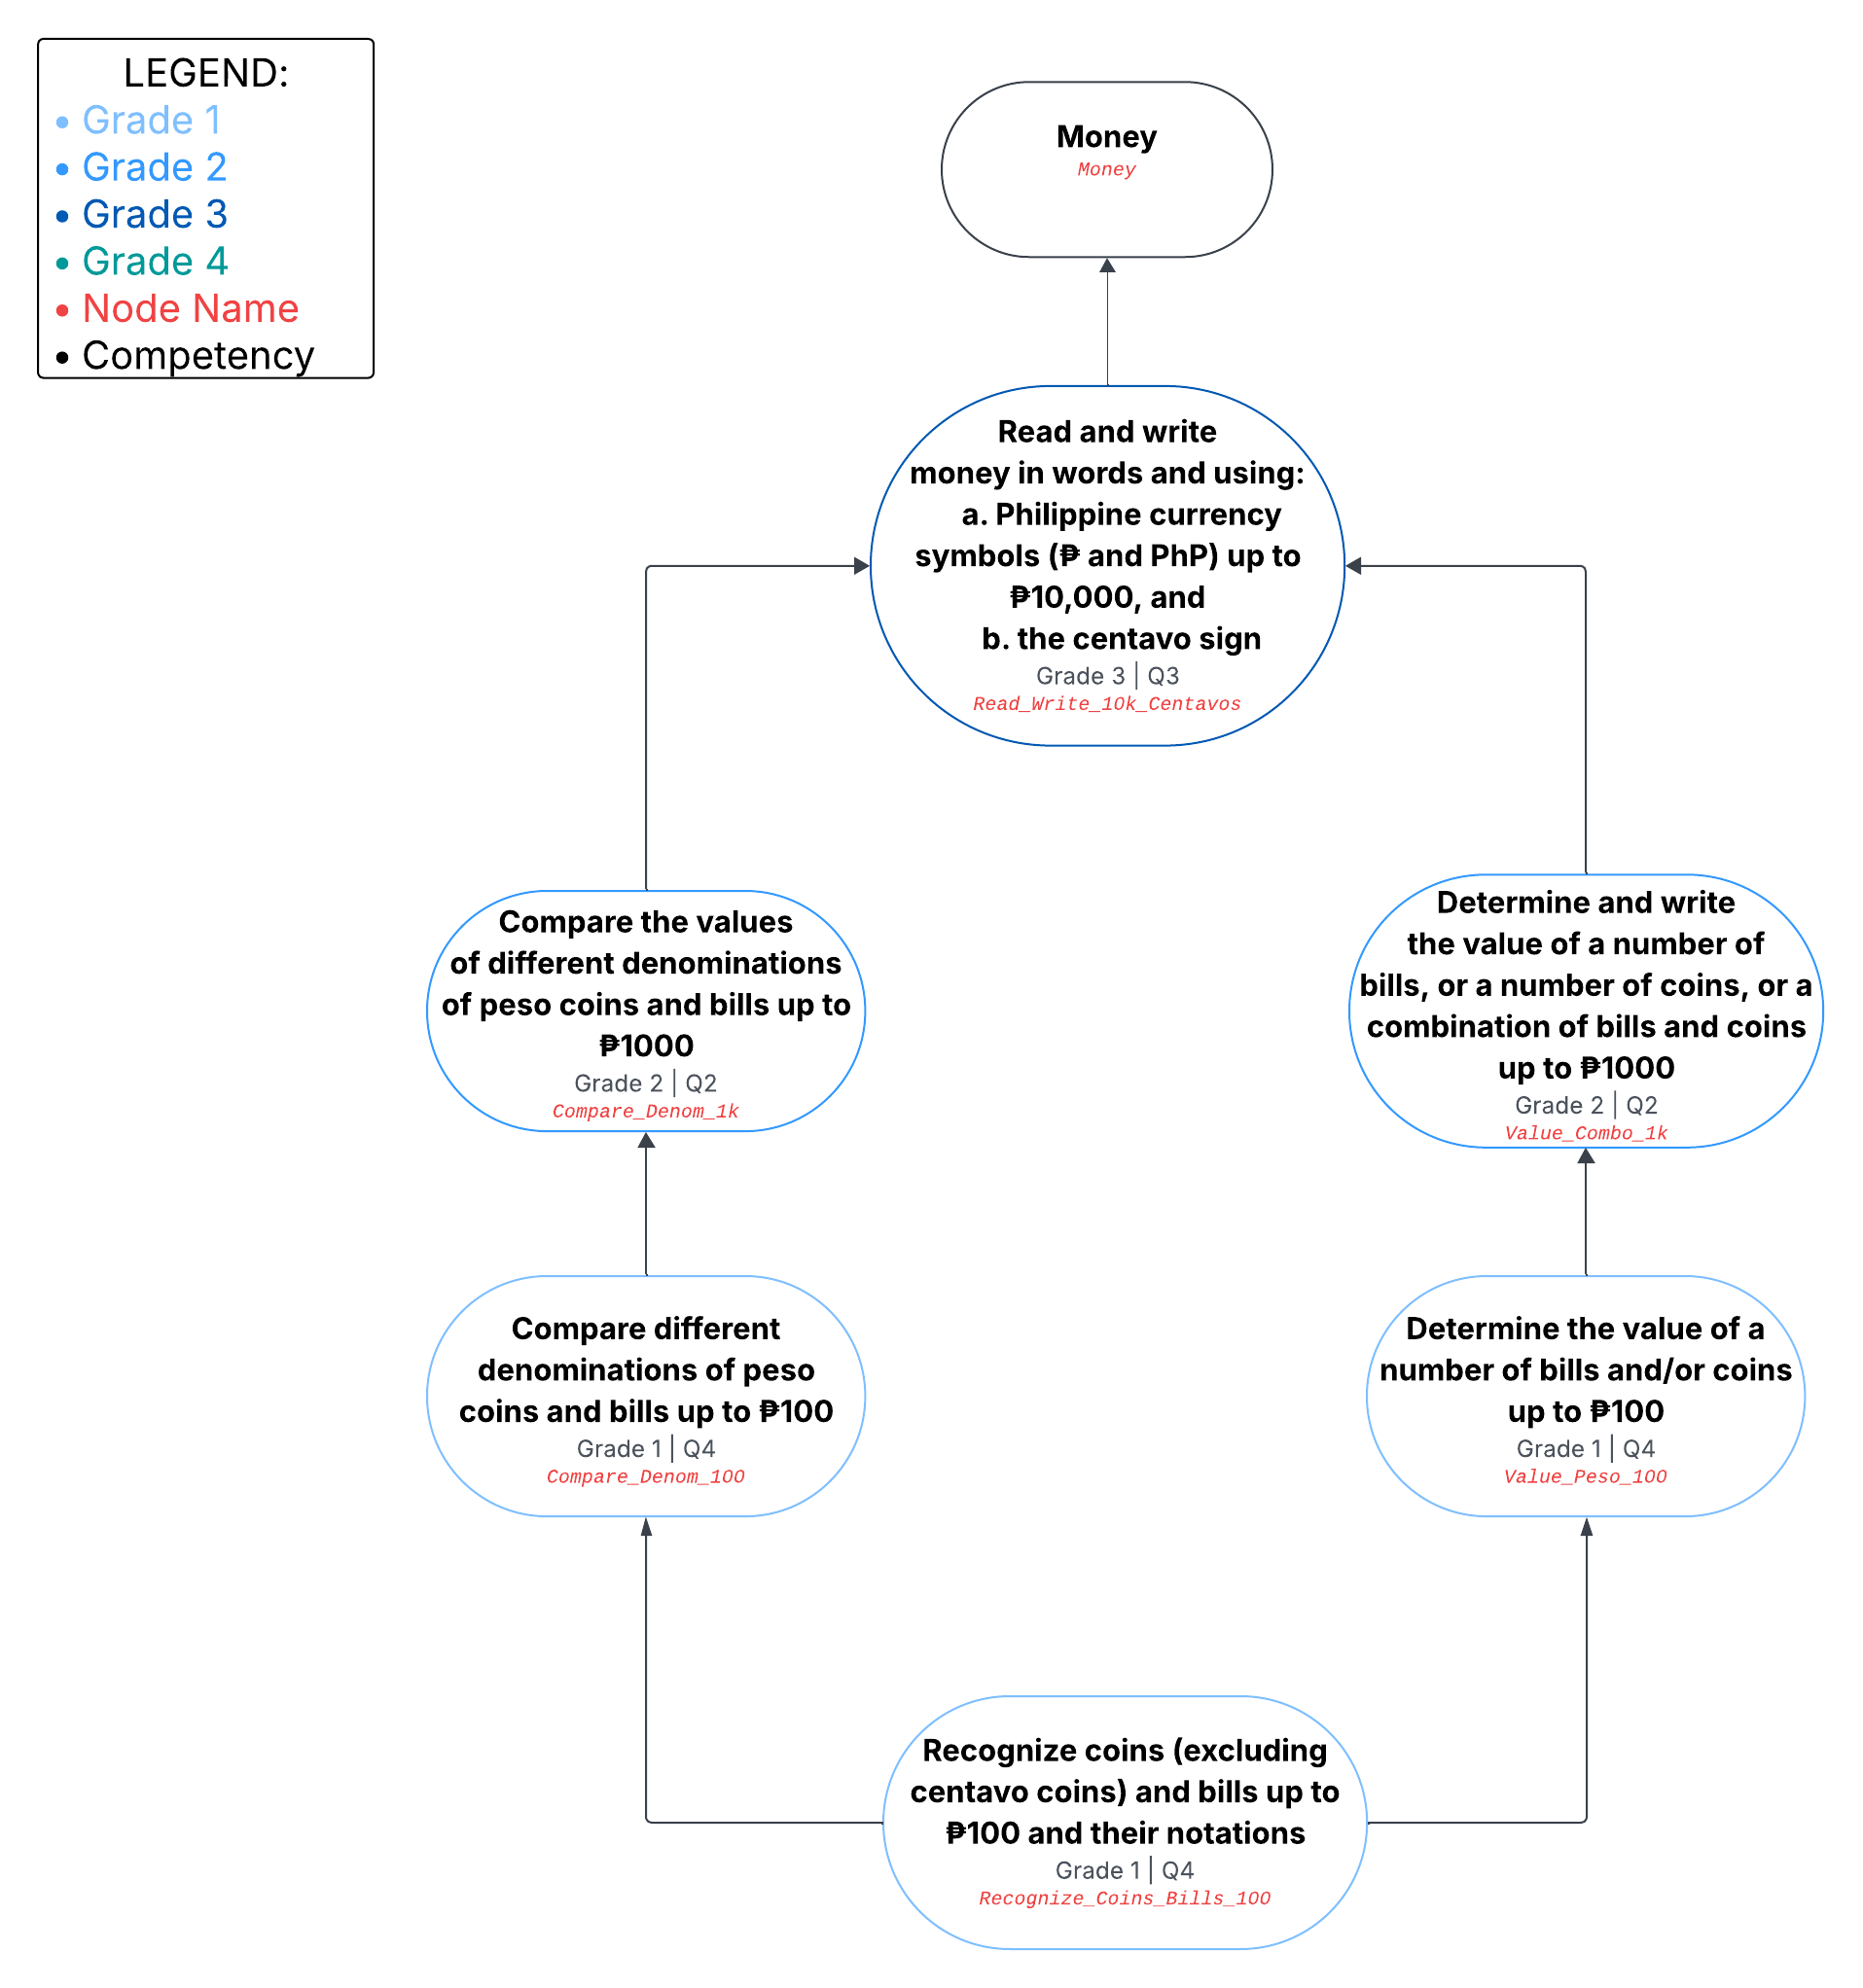 LEGEND:
• Grade 1
• Grade 2
• Grade 3
• Grade 4
• Node Name
• Competency
Money
Money
Read and write
money in words and using:
a. Philippine currency
symbols (₱ and PhP) up to
₱10,000, and
b. the centavo sign
Grade 3 | Q3
Read_Write_10k_Centavos
Compare the values
of different denominations
of peso coins and bills up to
₱1000
Grade 2 | Q2
Compare_Denom_1k
Determine and write
the value of a number of
bills, or a number of coins, or a
combination of bills and coins
up to ₱1000
Grade 2 | Q2
Value_Combo_1k
Compare different
denominations of peso
coins and bills up to ₱100
Grade 1 | Q4
Compare_Denom_100
Determine the value of a
number of bills and/or coins
up to ₱100
Grade 1 | Q4
Value_Peso_100
Recognize coins (excluding
centavo coins) and bills up to
₱100 and their notations
Grade 1 | Q4
Recognize_Coins_Bills_100